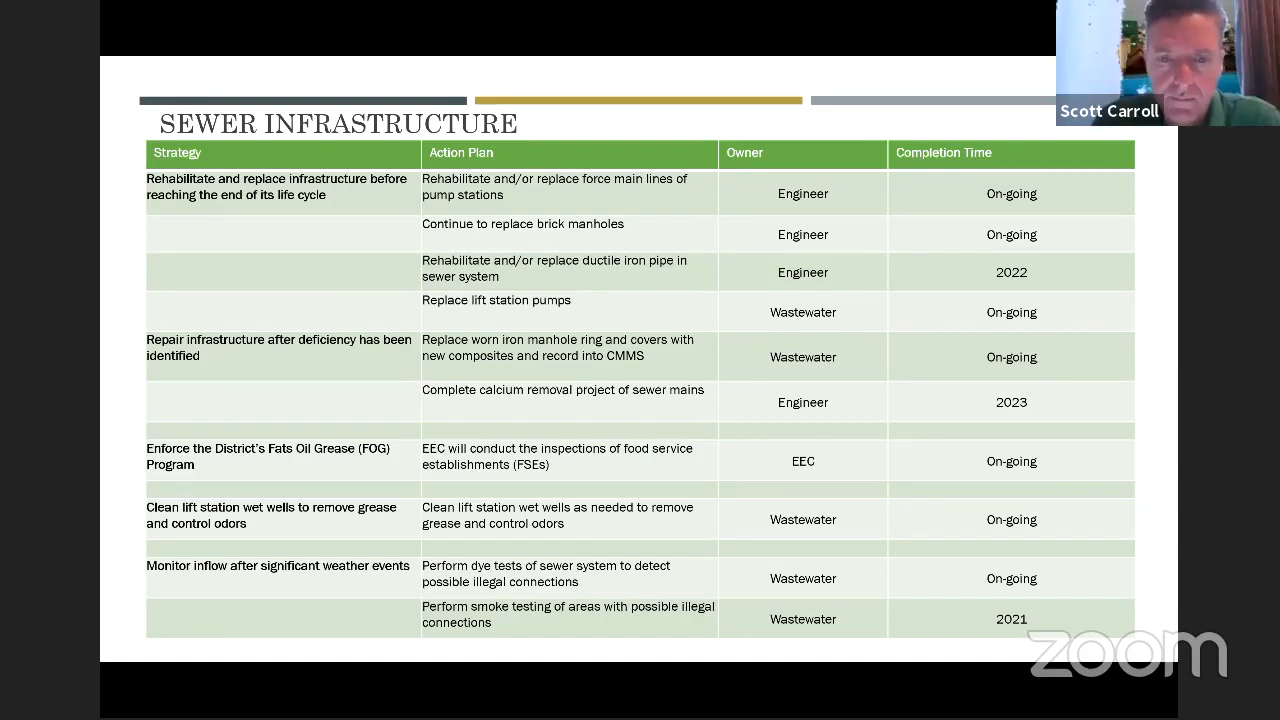 Scott Carroll
SEWER INFRASTRUCTURE
Strategy Action Plan Owner Completion Time
Rehabilitate and replace infrastructure before
reaching the end of its life cycle
Rehabilitate and/or replace force main lines of
pump stations
Engineer
On-going
Continue to replace brick manholes
Engineer
On-going
Rehabilitate and/or replace ductile iron pipe in
sewer system
Engineer
2022
Replace lift station pumps
Wastewater
On-going
Repair infrastructure after deficiency has been
identified
Replace worn iron manhole ring and covers with
new composites and record into CMMS
Wastewater
On-going
Complete calcium removal project of sewer mains
Engineer
2023
Enforce the District's Fats Oil Grease (FOG)
Program
EEC will conduct the inspections of food service
establishments (FSEs)
EEC
On-going
Clean lift station wet wells to remove grease
and control odors
Clean lift station wet wells as needed to remove
grease and control odors
Wastewater
On-going
Monitor inflow after significant weather events
Perform dye tests of sewer system to detect
possible illegal connections
Wastewater
On-going
Perform smoke testing of areas with possible illegal
connections
Wastewater
2021
zoom